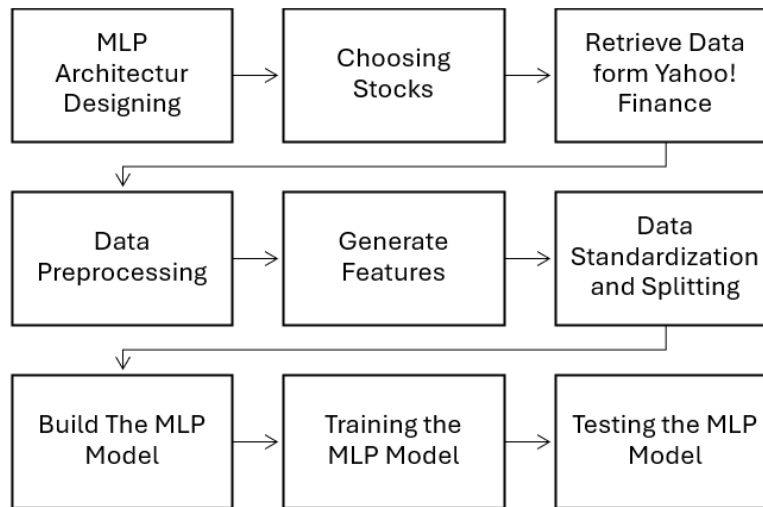 MLP
Architectur
Designing
Choosing
Stocks
Retrieve Data
form Yahoo!
Finance
Data
Preprocessing
Generate
Features
Data
Standardization
and Splitting
Build The MLP
Model
Training the
MLP Model
Testing the MLP
Model